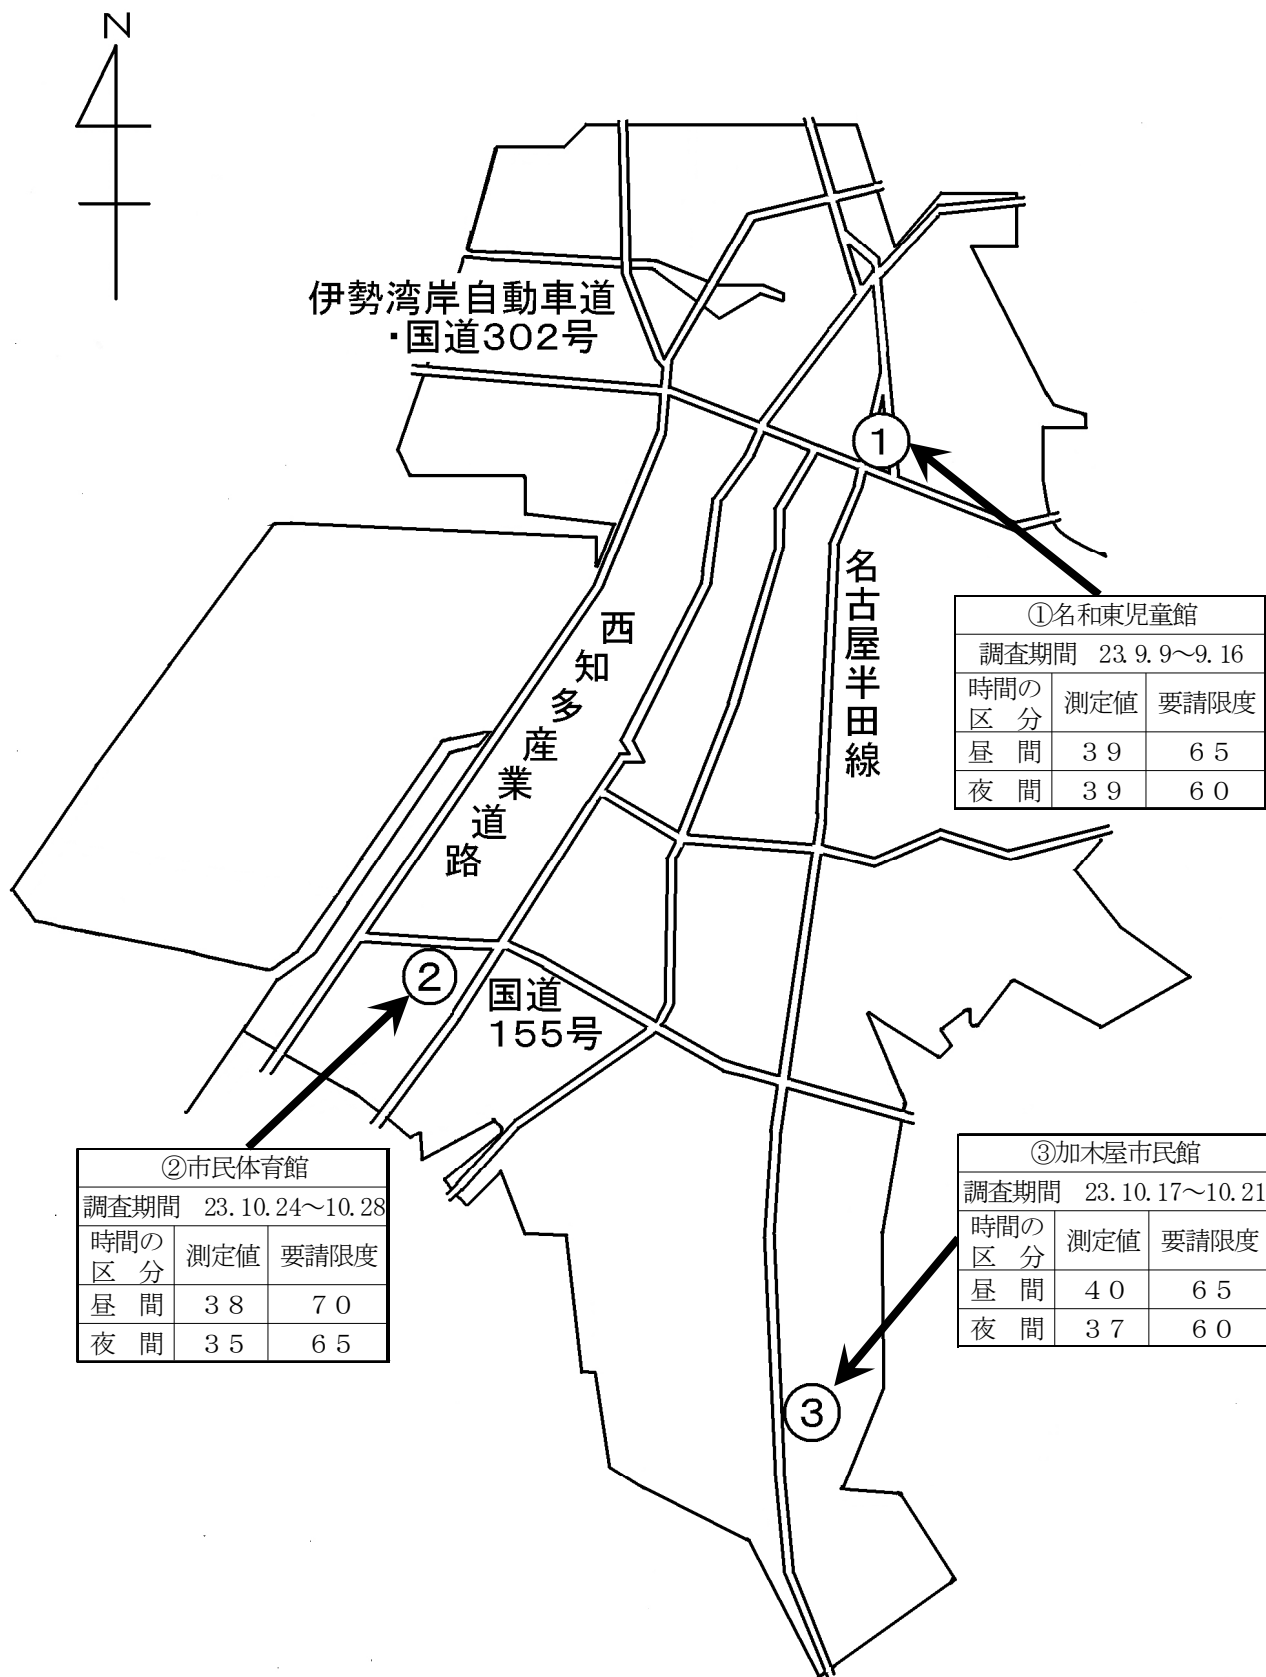 N
伊勢湾岸自動車道
・国道302号
①
名古屋半田線
西知多産業道路
①名和東児童館
調査期間 23.9.9～9.16
時間の区分 測定値 要請限度
昼間 39 65
夜間 39 60
②
国道
155号
②市民体育館
調査期間 23.10.24～10.28
時間の区分 測定値 要請限度
昼間 38 70
夜間 35 65
③加木屋市民館
調査期間 23.10.17～10.21
時間の区分 測定値 要請限度
昼間 40 65
夜間 37 60
③